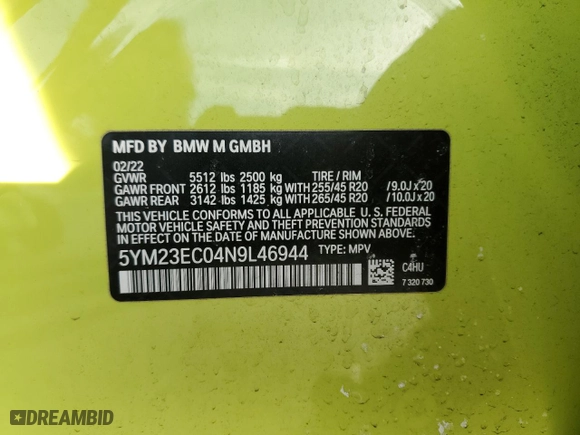 MFD BY BMW M GMBH
02/22
GVWR 5512 lbs 2500 kg TIRE / RIM
GAWR FRONT 2612 lbs 1185 kg WITH 255/45 R20 /9.0J x 20
GAWR REAR 3142 lbs 1425 kg WITH 265/45 R20 /10.0J x 20
THIS VEHICLE CONFORMS TO ALL APPLICABLE U. S. FEDERAL
MOTOR VEHICLE SAFETY STANDARDS IN EFFECT ON THE
DATE OF MANUFACTURE SHOWN ABOVE.
5YM23EC04N9L46944 TYPE: MPV
C4HU
7 320 730
DREAMBID